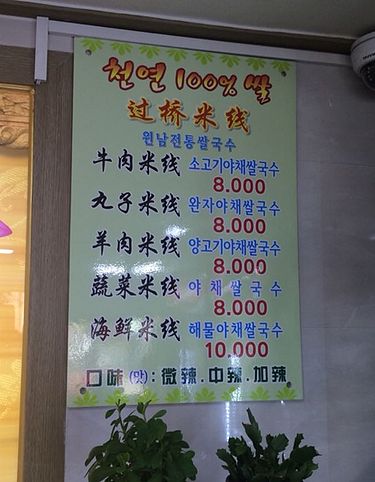 천연 100% 쌀
过桥米线
윈남전통쌀국수
牛肉米线 소고기야채쌀국수
8.000
丸子米线 완자야채쌀국수
8.000
羊肉米线 양고기야채쌀국수
8.000
蔬菜米线 야채쌀국수
8.000
海鲜米线 해물야채쌀국수
10.000
口味(맛):微辣.中辣.加辣